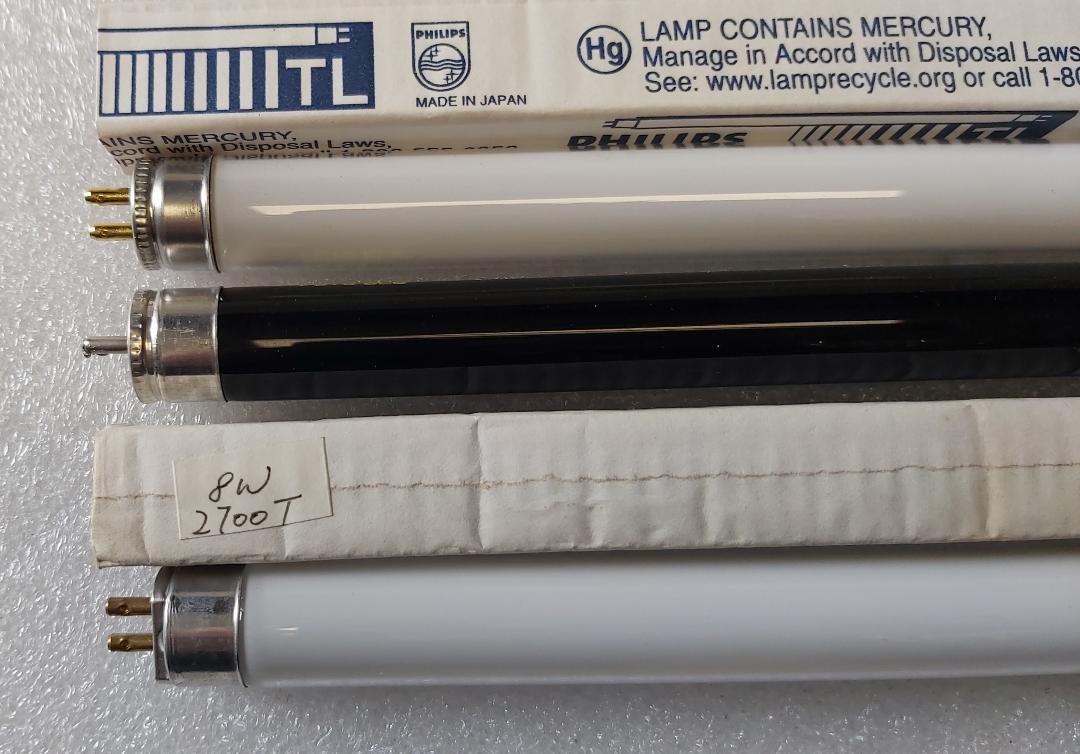 TL
PHILIPS
MADE IN JAPAN
Hg
LAMP CONTAINS MERCURY,
Manage in Accord with Disposal Laws
See: www.lamprecycle.org or call 1-80
AINS MERCURY,
cord with Disposal Laws,
PHILIPS
TL
8W
2700T